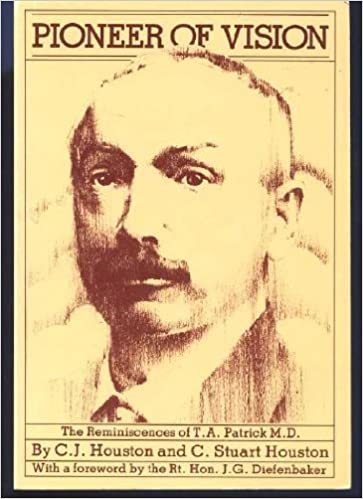 PIONEER OF VISION
The Reminiscences of T.A. Patrick M.D.
By C.J. Houston and C. Stuart Houston
With a foreword by the Rt. Hon. J.G. Diefenbaker